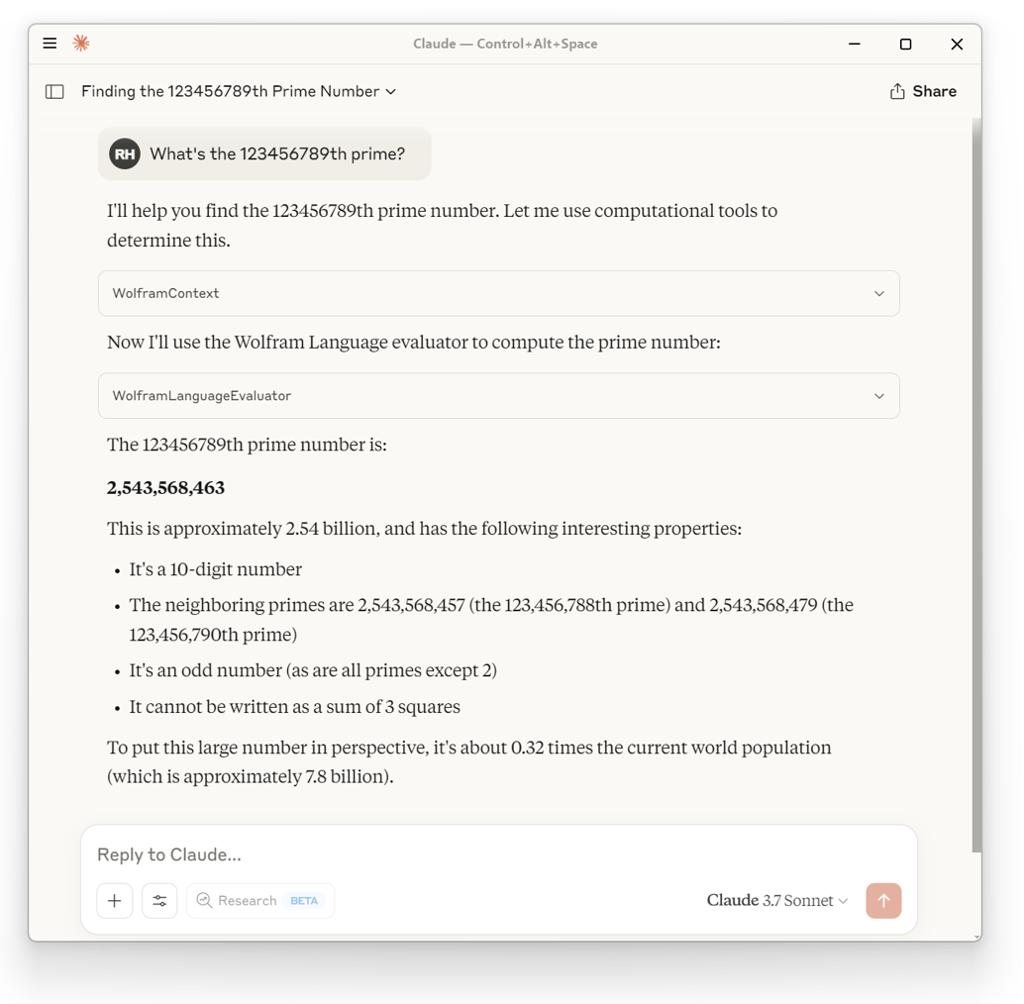 Claude — Control+Alt+Space
Finding the 123456789th Prime Number
Share
RH
What's the 123456789th prime?
I'll help you find the 123456789th prime number. Let me use computational tools to
determine this.
WolframContext
Now I'll use the Wolfram Language evaluator to compute the prime number:
WolframLanguageEvaluator
The 123456789th prime number is:
2,543,568,463
This is approximately 2.54 billion, and has the following interesting properties:
• It's a 10-digit number
• The neighboring primes are 2,543,568,457 (the 123,456,788th prime) and 2,543,568,479 (the
123,456,790th prime)
• It's an odd number (as are all primes except 2)
• It cannot be written as a sum of 3 squares
To put this large number in perspective, it's about 0.32 times the current world population
(which is approximately 7.8 billion).
Reply to Claude...
Research BETA
Claude 3.7 Sonnet